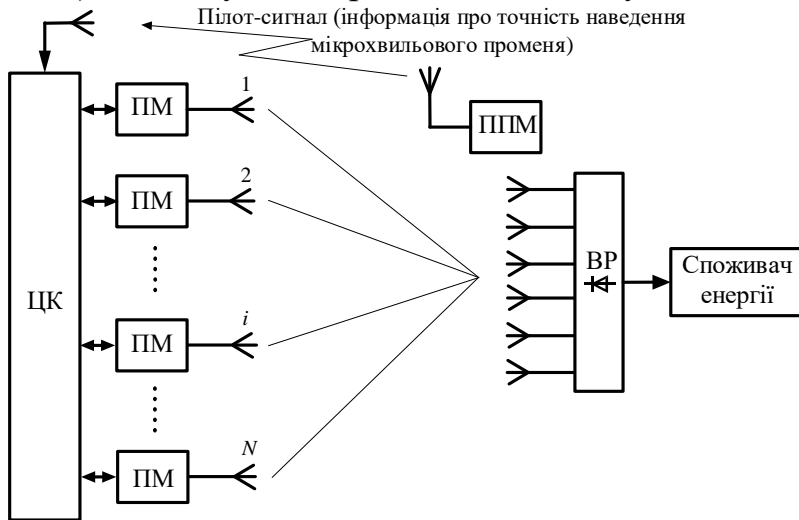 Пілот-сигнал (інформація про точність наведення
мікрохвильового променя)
1
ПМ
ППМ
2
ПМ
ВР
Споживач
енергії
ЦК
i
ПМ
N
ПМ